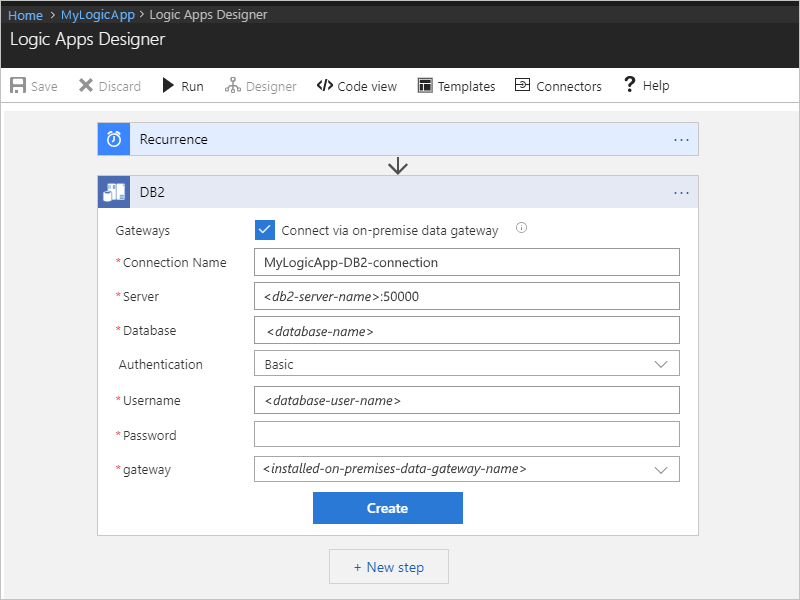 Home > MyLogicApp > Logic Apps Designer
Logic Apps Designer
Save Discard Run Designer </> Code view Templates Connectors ? Help
Recurrence ...
DB2 ...
Gateways Connect via on-premise data gateway
*Connection Name MyLogicApp-DB2-connection
*Server <db2-server-name>:50000
*Database <database-name>
Authentication Basic
*Username <database-user-name>
*Password
*gateway <installed-on-premises-data-gateway-name>
Create
+ New step